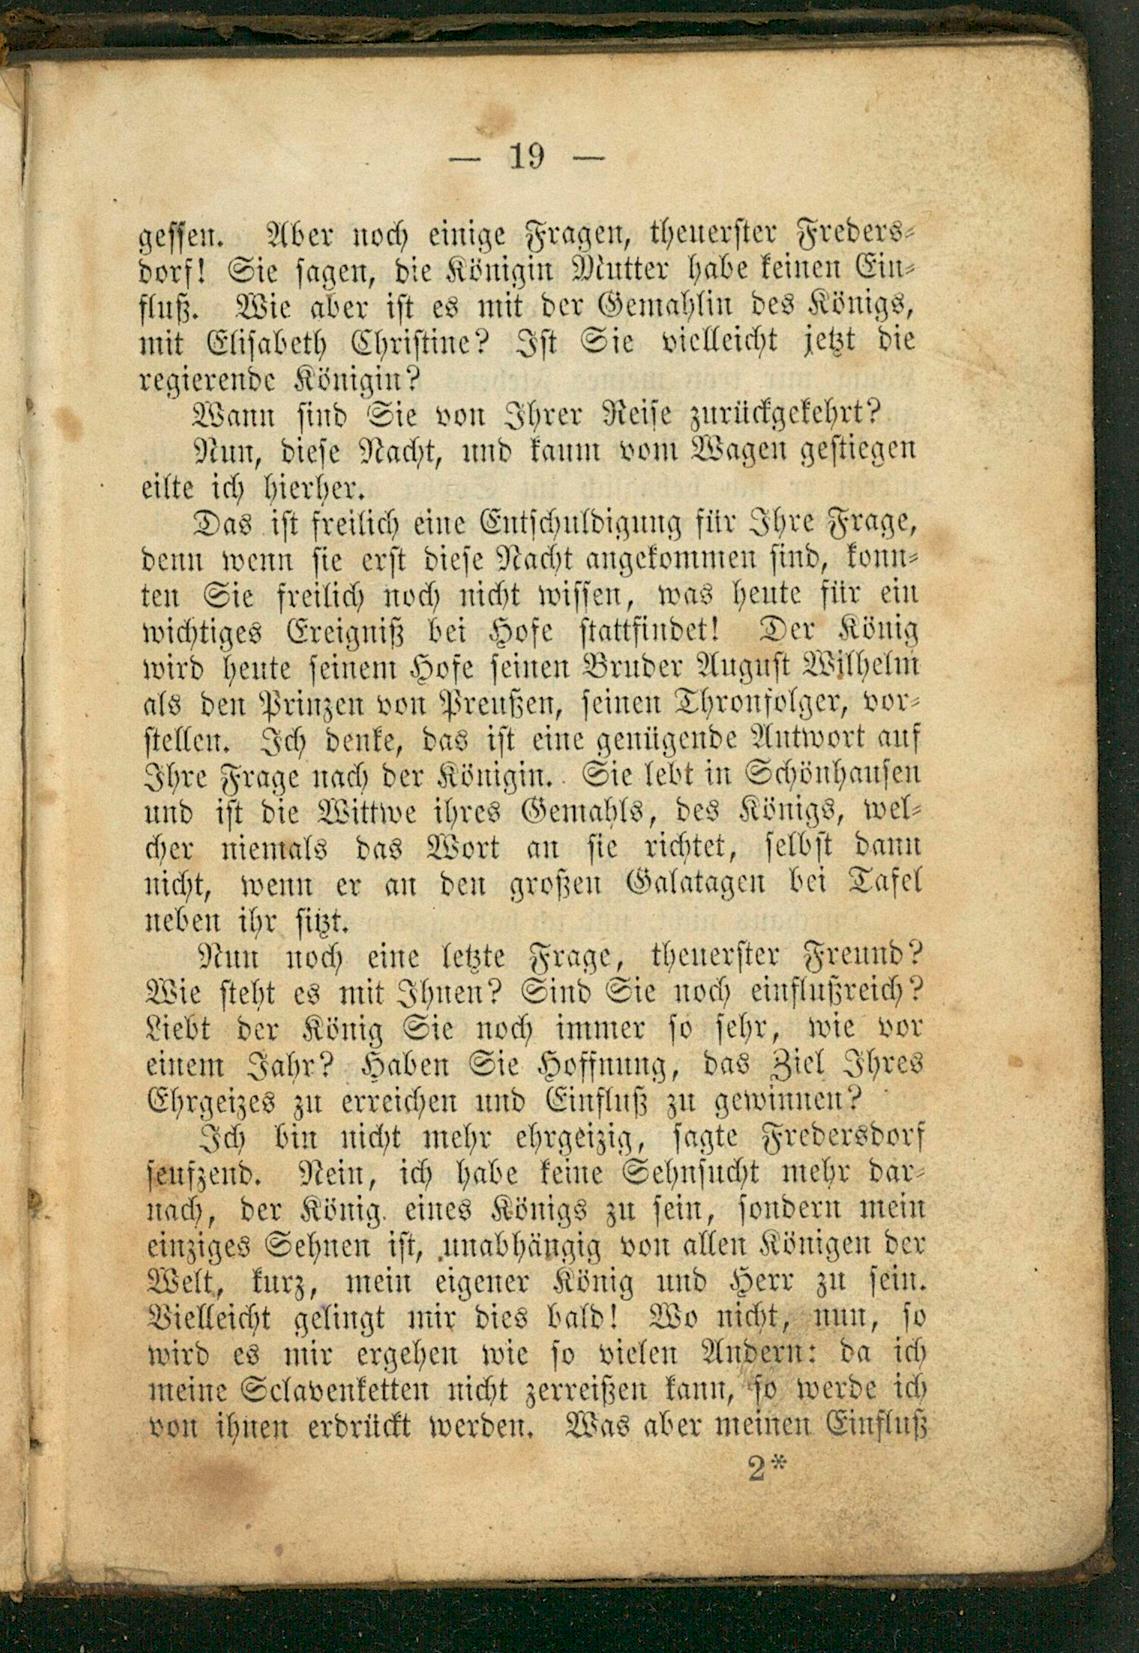 — 19 —
gessen. Aber noch einige Fragen, theuerster Freders-
dorf! Sie sagen, die Königin Mutter habe keinen Ein-
fluß. Wie aber ist es mit der Gemahlin des Königs,
mit Elisabeth Christine? Ist Sie vielleicht jetzt die
regierende Königin?
Wann sind Sie von Ihrer Reise zurückgekehrt?
Nun, diese Nacht, und kaum vom Wagen gestiegen
eilte ich hierher.
Das ist freilich eine Entschuldigung für Ihre Frage,
denn wenn sie erst diese Nacht angekommen sind, konn-
ten Sie freilich noch nicht wissen, was heute für ein
wichtiges Ereigniß bei Hofe stattfindet! Der König
wird heute seinem Hofe seinen Bruder August Wilhelm
als den Prinzen von Preußen, seinen Thronfolger, vor-
stellen. Ich denke, das ist eine genügende Antwort auf
Ihre Frage nach der Königin. Sie lebt in Schönhausen
und ist die Wittwe ihres Gemahls, des Königs, wel-
cher niemals das Wort an sie richtet, selbst dann
nicht, wenn er an den großen Galatagen bei Tafel
neben ihr sitzt.
Nun noch eine letzte Frage, theuerster Freund?
Wie steht es mit Ihnen? Sind Sie noch einflußreich?
Liebt der König Sie noch immer so sehr, wie vor
einem Jahr? Haben Sie Hoffnung, das Ziel Ihres
Ehrgeizes zu erreichen und Einfluß zu gewinnen?
Ich bin nicht mehr ehrgeizig, sagte Fredersdorf
seufzend. Nein, ich habe keine Sehnsucht mehr dar-
nach, der König eines Königs zu sein, sondern mein
einziges Sehnen ist, unabhängig von allen Königen der
Welt, kurz, mein eigener König und Herr zu sein.
Vielleicht gelingt mir dies bald! Wo nicht, nun, so
wird es mir ergehen wie so vielen Andern: da ich
meine Sclavenketten nicht zerreißen kann, so werde ich
von ihnen erdrückt werden. Was aber meinen Einfluß
2*